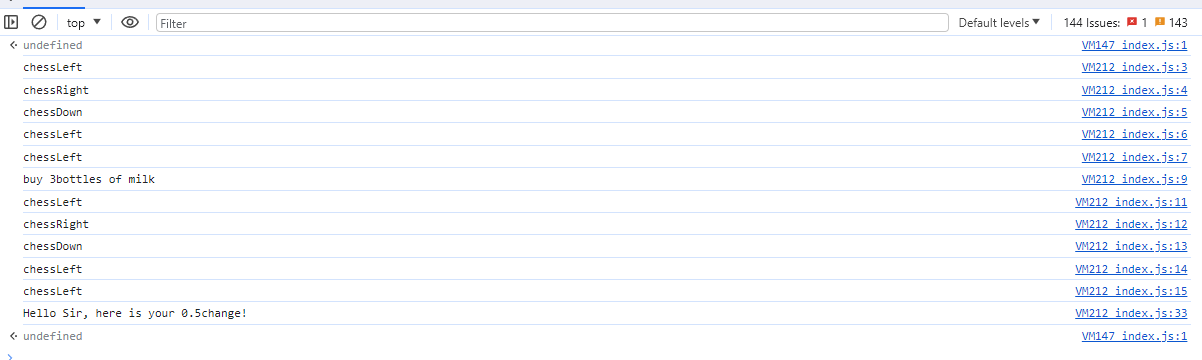 top Filter Default levels 144 Issues: 1 143
undefined VM147 index.js:1
chessLeft VM212 index.js:3
chessRight VM212 index.js:4
chessDown VM212 index.js:5
chessLeft VM212 index.js:6
chessLeft VM212 index.js:7
buy 3bottles of milk VM212 index.js:9
chessLeft VM212 index.js:11
chessRight VM212 index.js:12
chessDown VM212 index.js:13
chessLeft VM212 index.js:14
chessLeft VM212 index.js:15
Hello Sir, here is your 0.5change! VM212 index.js:33
undefined VM147 index.js:1